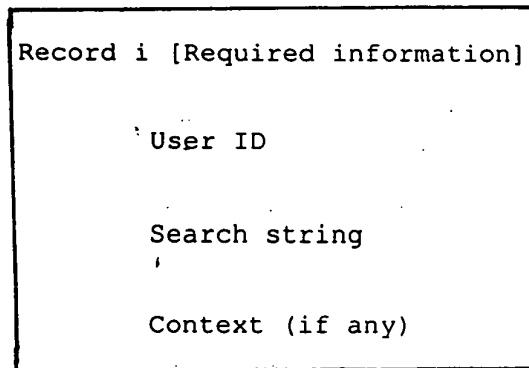 Record i [Required information]
User ID
Search string
Context (if any)